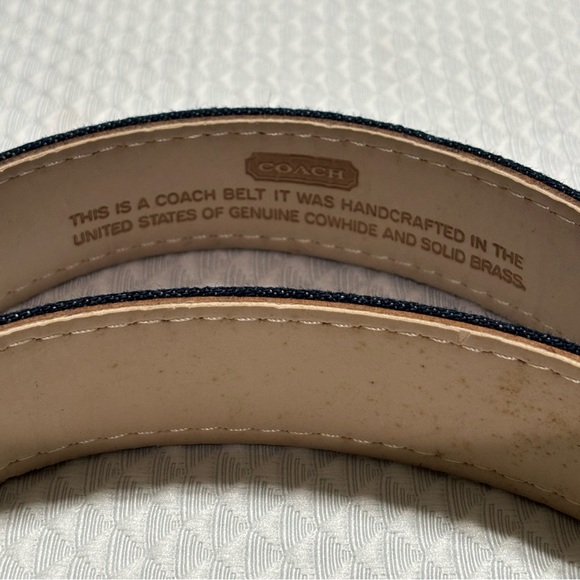 COACH
THIS IS A COACH BELT IT WAS HANDCRAFTED IN THE
UNITED STATES OF GENUINE COWHIDE AND SOLID BRASS.